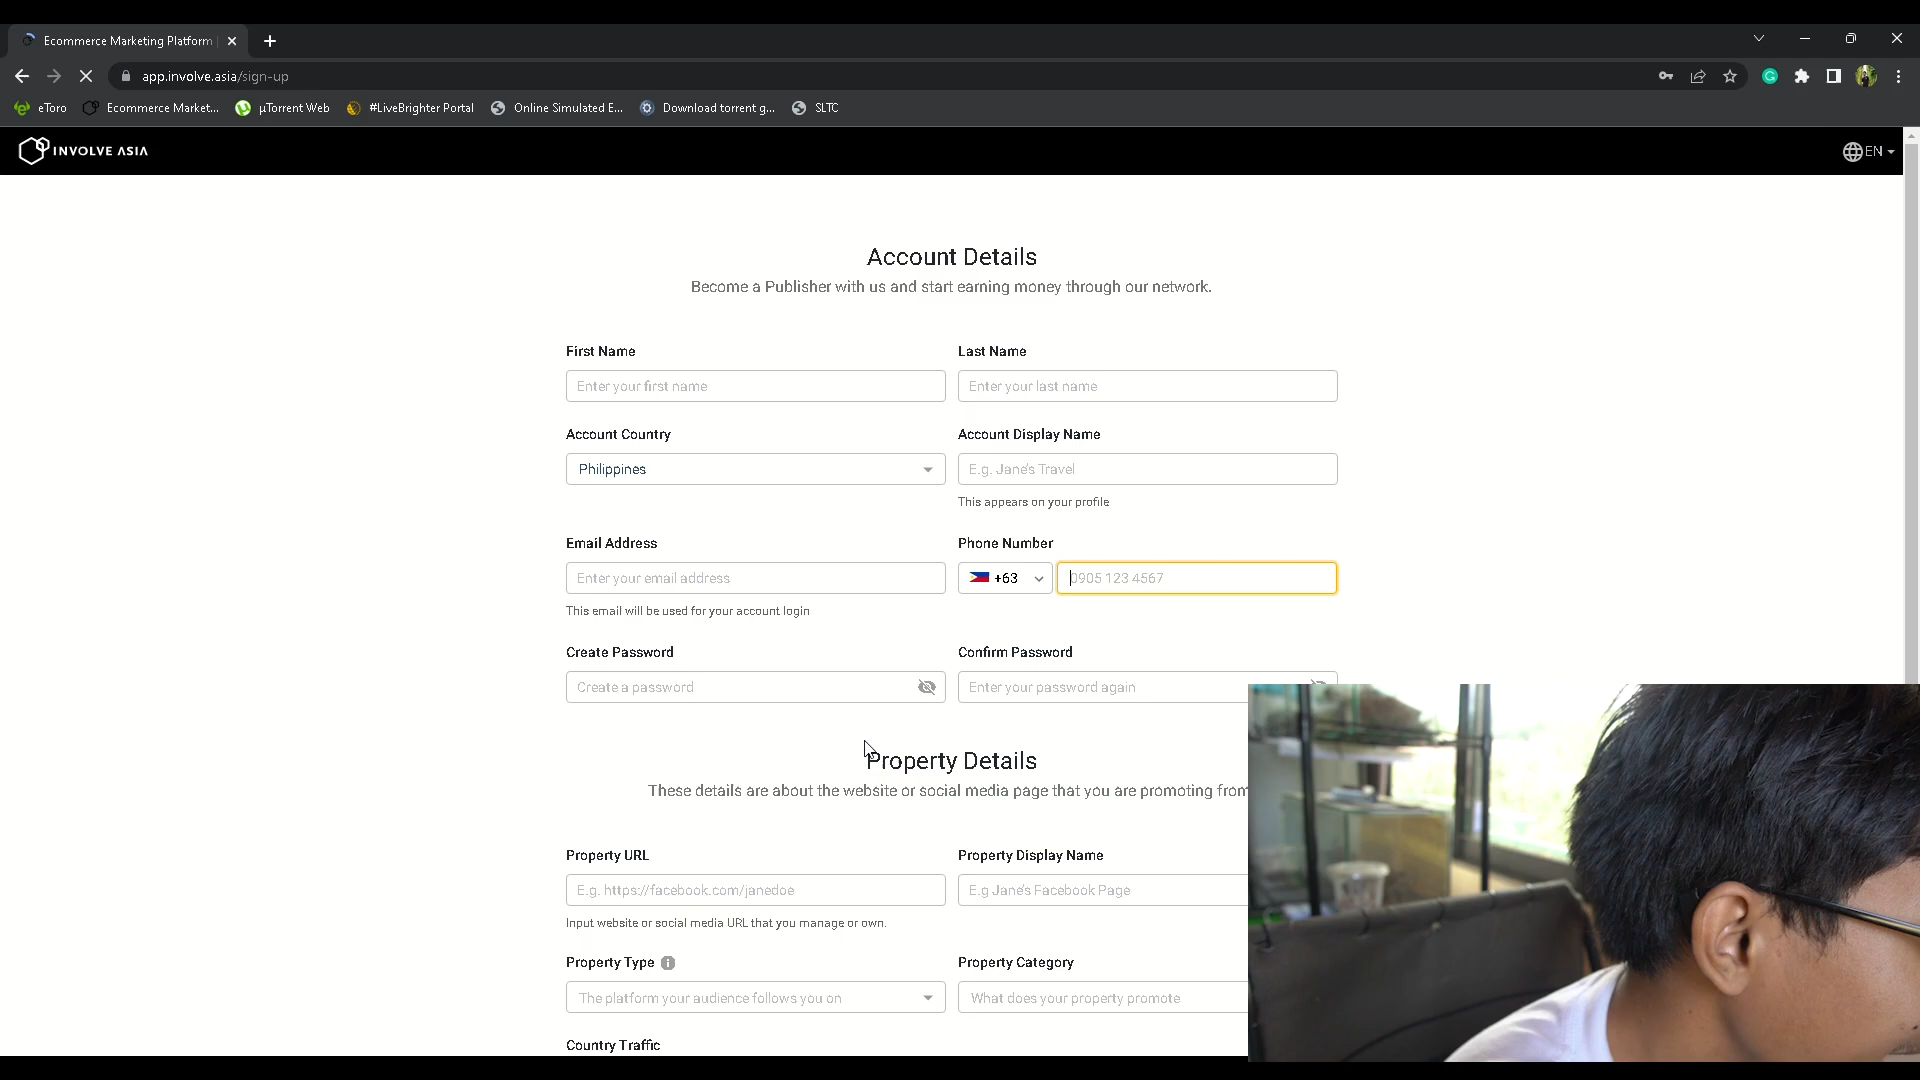 Ecommerce Marketing Platform |
app.involve.asia/sign-up
eToro
Ecommerce Market...
µTorrent Web
#LiveBrighter Portal
Online Simulated E...
Download torrent g...
SLTC
INVOLVE ASIA
EN
Account Details
Become a Publisher with us and start earning money through our network.
First Name
Last Name
Enter your first name
Enter your last name
Account Country
Account Display Name
Philippines
E.g. Jane's Travel
This appears on your profile
Email Address
Phone Number
Enter your email address
+63
0905 123 4567
This email will be used for your account login
Create Password
Confirm Password
Create a password
Enter your password again
Property Details
These details are about the website or social media page that you are promoting from
Property URL
Property Display Name
E.g. https://facebook.com/janedoe
E.g Jane's Facebook Page
Input website or social media URL that you manage or own.
Property Type
Property Category
The platform your audience follows you on
What does your property promote
Country Traffic